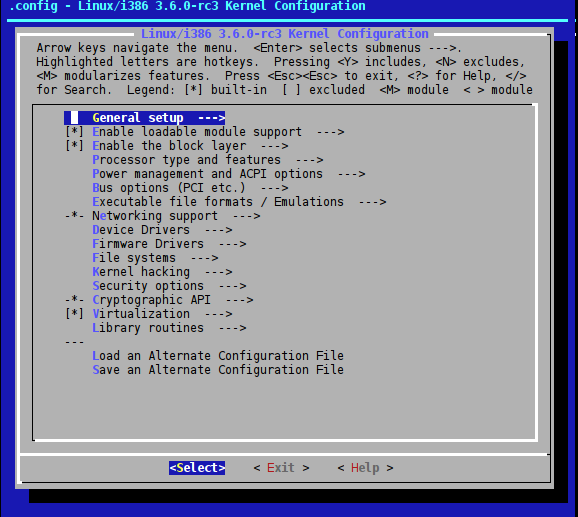 .config - Linux/i386 3.6.0-rc3 Kernel Configuration
Linux/i386 3.6.0-rc3 Kernel Configuration
Arrow keys navigate the menu.  <Enter> selects submenus --->.
Highlighted letters are hotkeys.  Pressing <Y> includes, <N> excludes,
<M> modularizes features.  Press <Esc><Esc> to exit, <?> for Help, </>
for Search.  Legend: [*] built-in  [ ] excluded  <M> module  < > module
General setup  --->
[*] Enable loadable module support  --->
[*] Enable the block layer  --->
Processor type and features  --->
Power management and ACPI options  --->
Bus options (PCI etc.)  --->
Executable file formats / Emulations  --->
-*- Networking support  --->
Device Drivers  --->
Firmware Drivers  --->
File systems  --->
Kernel hacking  --->
Security options  --->
-*- Cryptographic API  --->
[*] Virtualization  --->
Library routines  --->
---
Load an Alternate Configuration File
Save an Alternate Configuration File
<Select>    < Exit >    < Help >